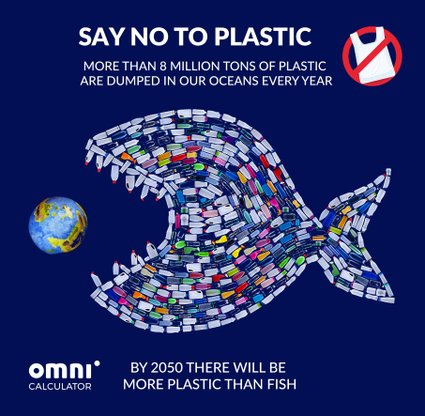 SAY NO TO PLASTIC
MORE THAN 8 MILLION TONS OF PLASTIC
ARE DUMPED IN OUR OCEANS EVERY YEAR
omni
CALCULATOR
BY 2050 THERE WILL BE
MORE PLASTIC THAN FISH